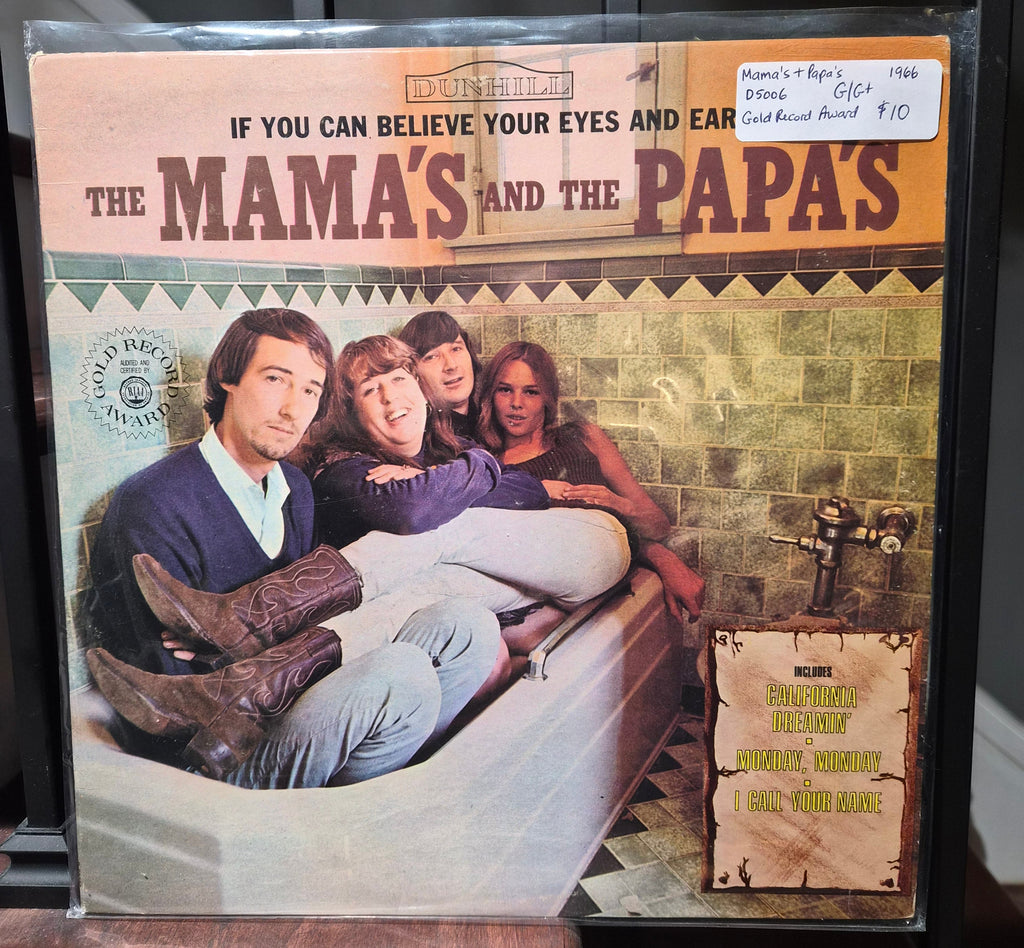 DUNHILL
IF YOU CAN BELIEVE YOUR EYES AND EAR
THE MAMA'S AND THE PAPA'S
Mama's + Papa's 1966
D5006 G/G+
Gold Record Award $10
GOLD RECORD
AUDITED AND
CERTIFIED BY
RIAA
AWARD
INCLUDES
CALIFORNIA
DREAMIN'
•
MONDAY, MONDAY
•
I CALL YOUR NAME